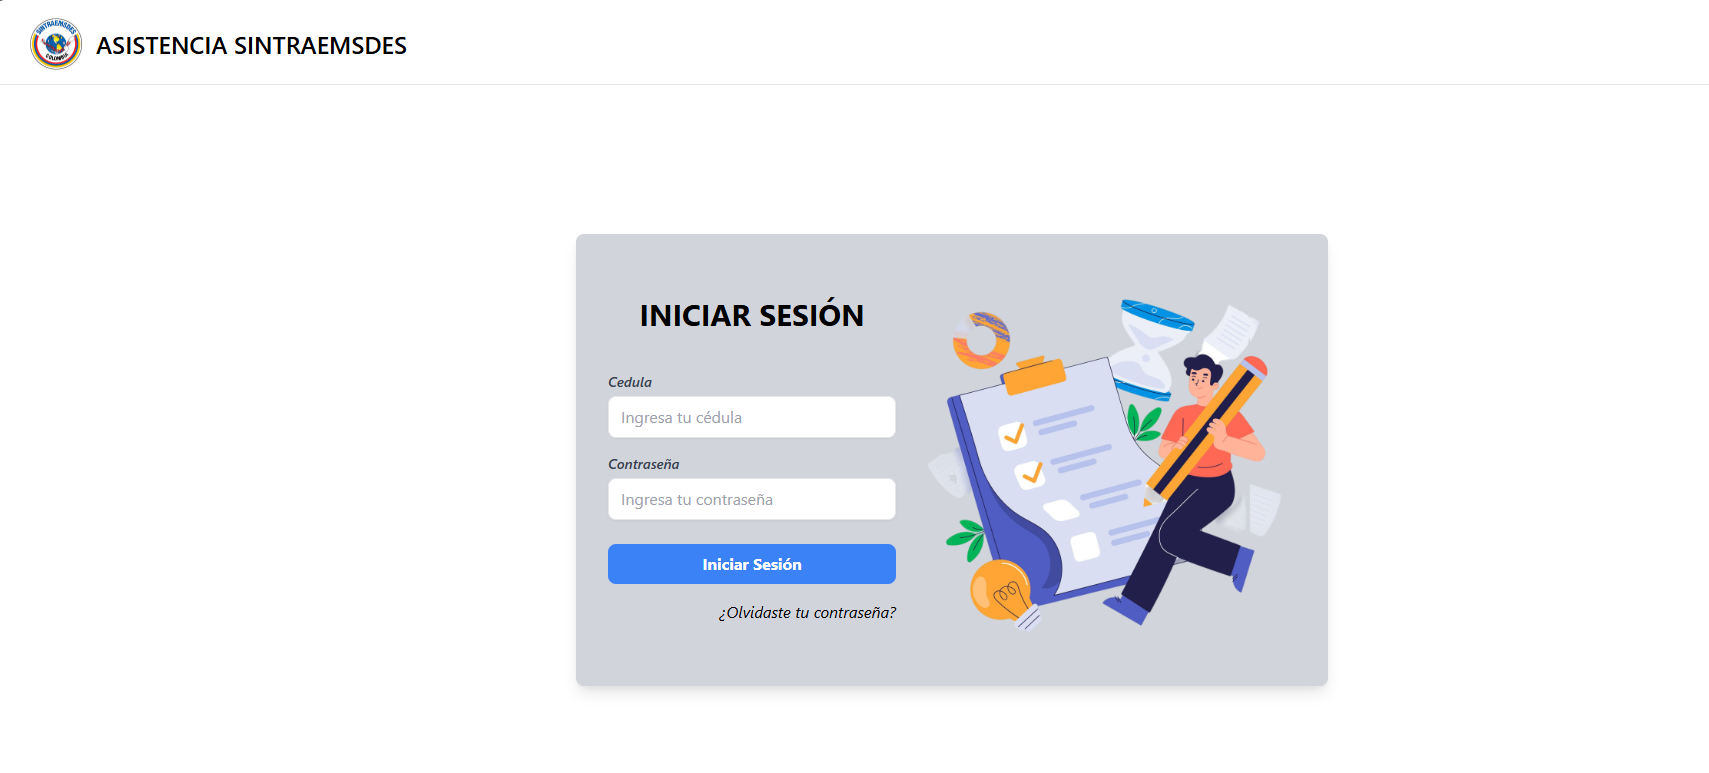 SINTRAEMSDES
COLOMBIA
ASISTENCIA SINTRAEMSDES
INICIAR SESIÓN
Cedula
Ingresa tu cédula
Contraseña
Ingresa tu contraseña
Iniciar Sesión
¿Olvidaste tu contraseña?